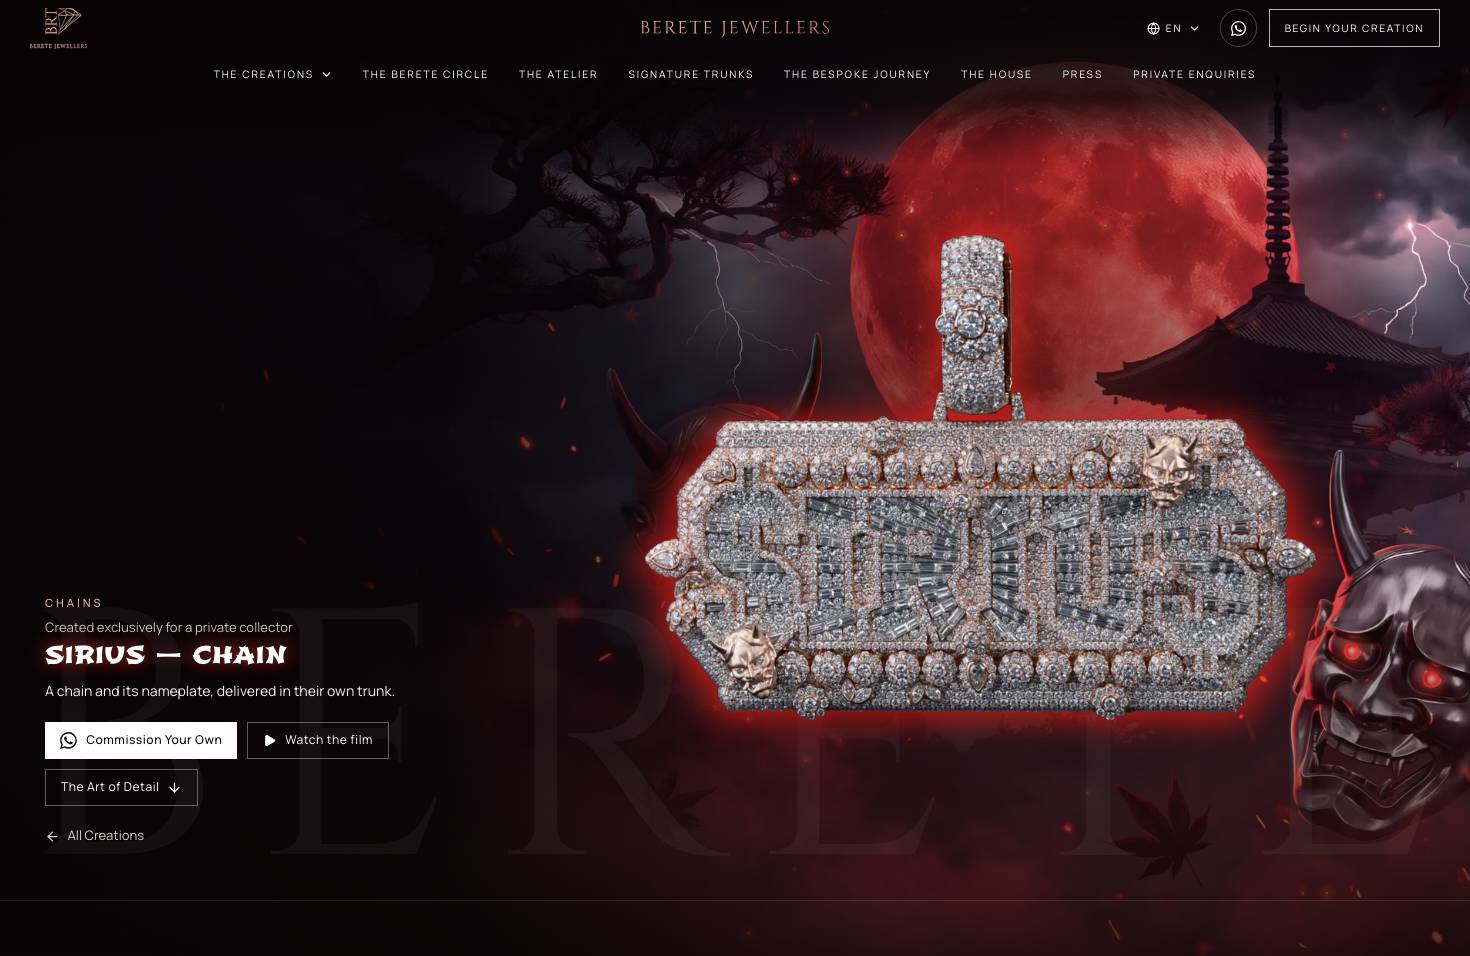 BRT
BERETE JEWELLERS
BERETE JEWELLERS
EN
BEGIN YOUR CREATION
THE CREATIONS
THE BERETE CIRCLE
THE ATELIER
SIGNATURE TRUNKS
THE BESPOKE JOURNEY
THE HOUSE
PRESS
PRIVATE ENQUIRIES
SIRIUS
CHAINS
Created exclusively for a private collector
SIRIUS — CHAIN
A chain and its nameplate, delivered in their own trunk.
Commission Your Own
Watch the film
The Art of Detail
All Creations
BERETE